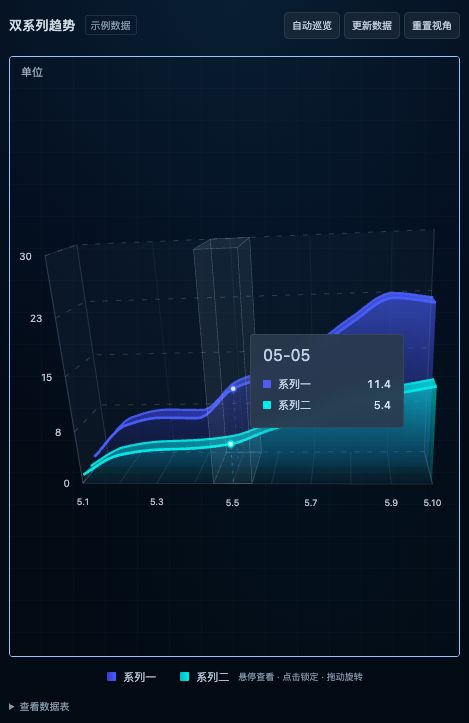 双系列趋势 示例数据 自动巡览 更新数据 重置视角
单位
30
23
15
8
0
05-05
系列一 11.4
系列二 5.4
5.1 5.3 5.5 5.7 5.9 5.10
系列一 系列二 悬停查看 · 点击锁定 · 拖动旋转
查看数据表